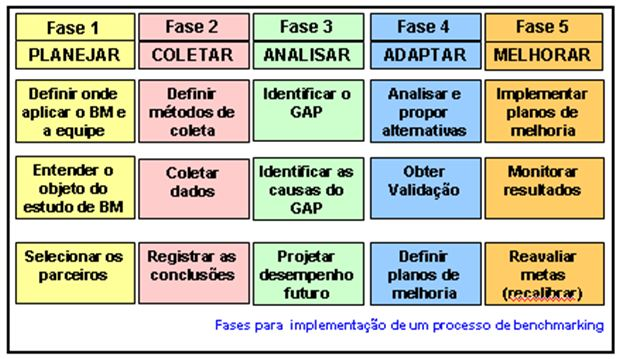 Fase 1
PLANEJAR
Fase 2
COLETAR
Fase 3
ANALISAR
Fase 4
ADAPTAR
Fase 5
MELHORAR
Definir onde
aplicar o BM e
a equipe
Definir
métodos de
coleta
Identificar o
GAP
Analisar e
propor
alternativas
Implementar
planos de
melhoria
Entender o
objeto do
estudo de BM
Coletar
dados
Identificar as
causas do
GAP
Obter
Validação
Monitorar
resultados
Selecionar os
parceiros
Registrar as
conclusões
Projetar
desempenho
futuro
Definir
planos de
melhoria
Reavaliar
metas
(recalibrar)
Fases para implementação de um processo de benchmarking